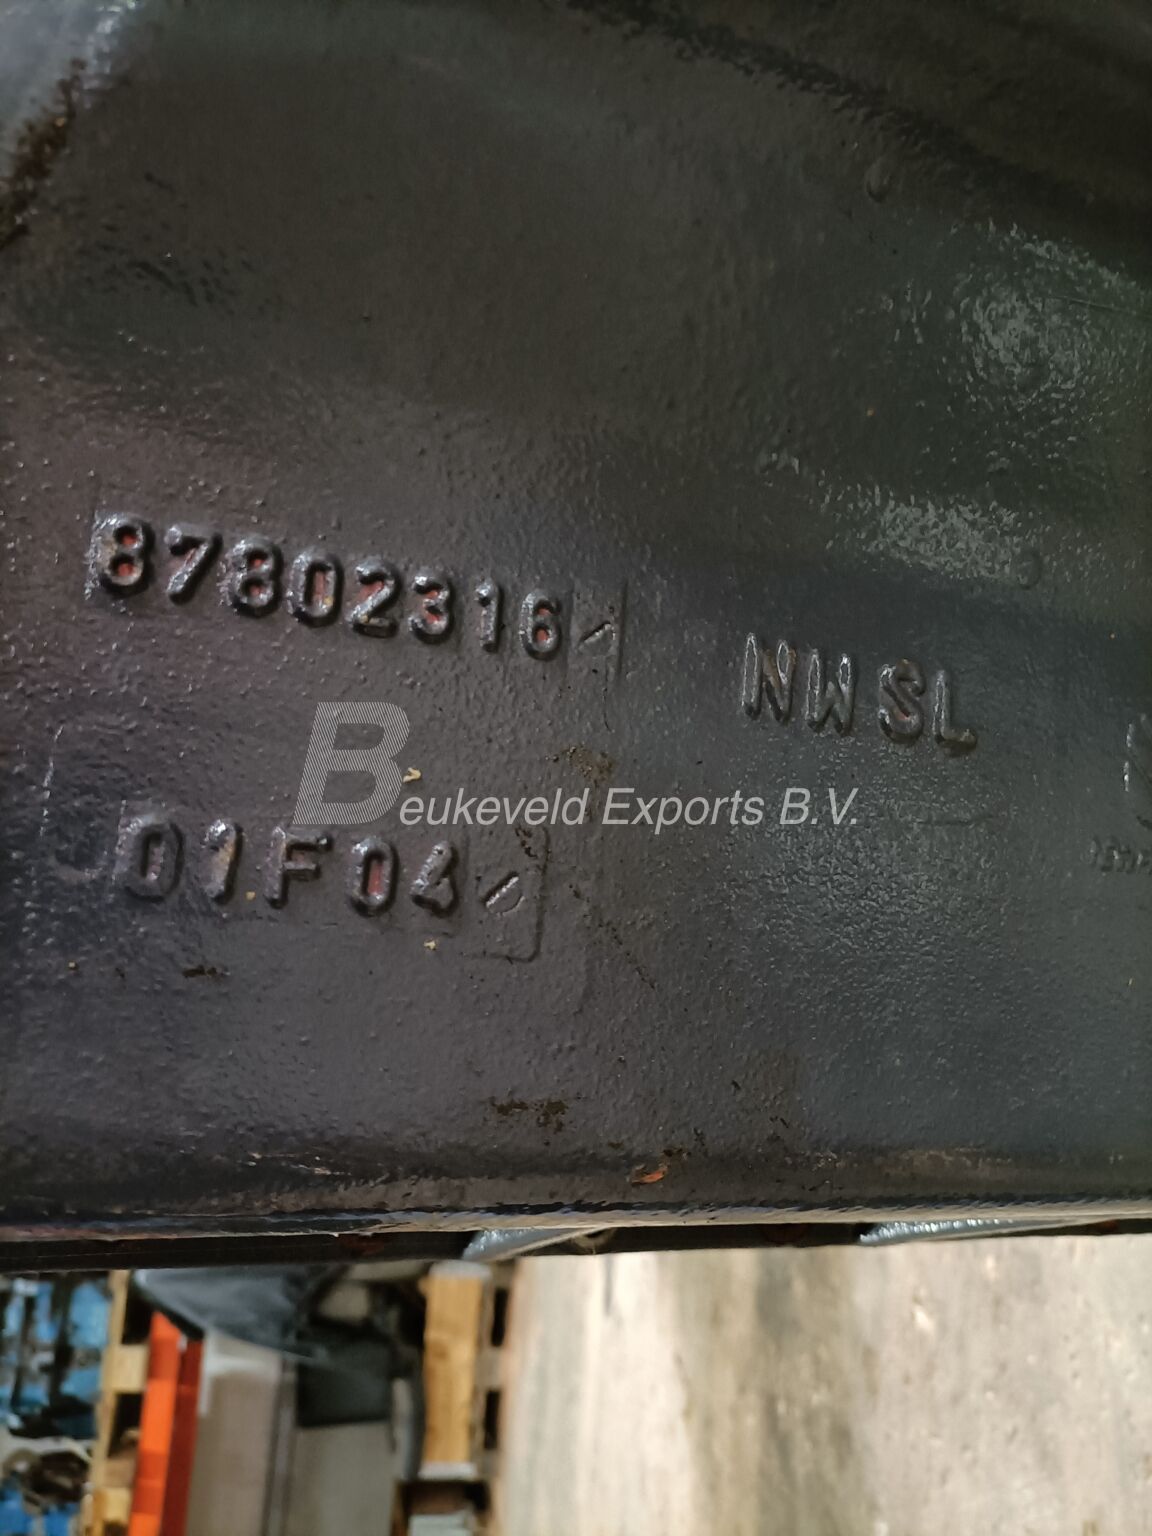 87802316
NWSL
Beukeveld Exports B.V.
01F04